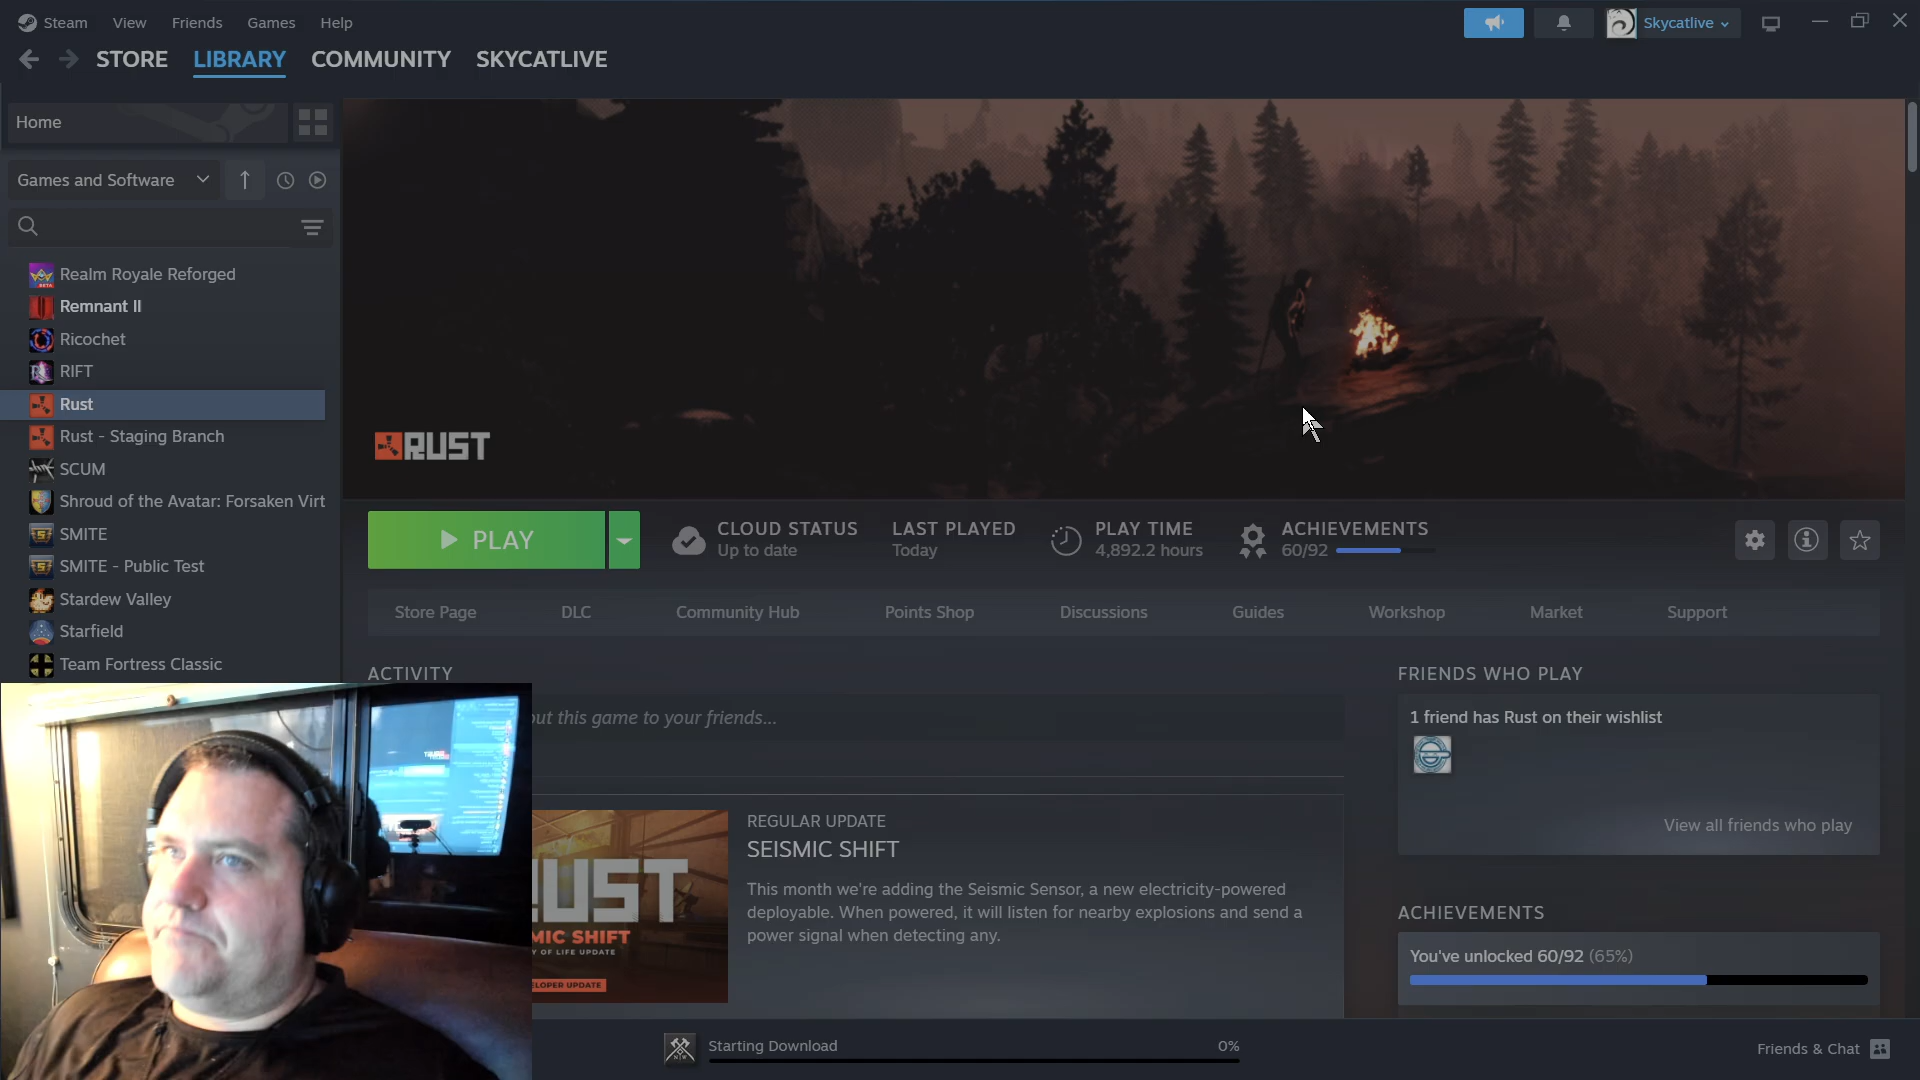 Steam View Friends Games Help
Skycatlive
STORE LIBRARY COMMUNITY SKYCATLIVE
Home
Games and Software
Realm Royale Reforged
Remnant II
Ricochet
RIFT
Rust
Rust - Staging Branch
SCUM
Shroud of the Avatar: Forsaken Virt
SMITE
SMITE - Public Test
Stardew Valley
Starfield
Team Fortress Classic
RUST
PLAY
CLOUD STATUS
Up to date
LAST PLAYED
Today
PLAY TIME
4,892.2 hours
ACHIEVEMENTS
60/92
Store Page DLC Community Hub Points Shop Discussions Guides Workshop Market Support
ACTIVITY
this game to your friends...
REGULAR UPDATE
SEISMIC SHIFT
This month we're adding the Seismic Sensor, a new electricity-powered
deployable. When powered, it will listen for nearby explosions and send a
power signal when detecting any.
UST
MIC SHIFT
Y OF LIFE UPDATE
LOPER UPDATE
FRIENDS WHO PLAY
1 friend has Rust on their wishlist
View all friends who play
ACHIEVEMENTS
You've unlocked 60/92 (65%)
Starting Download 0%
Friends & Chat